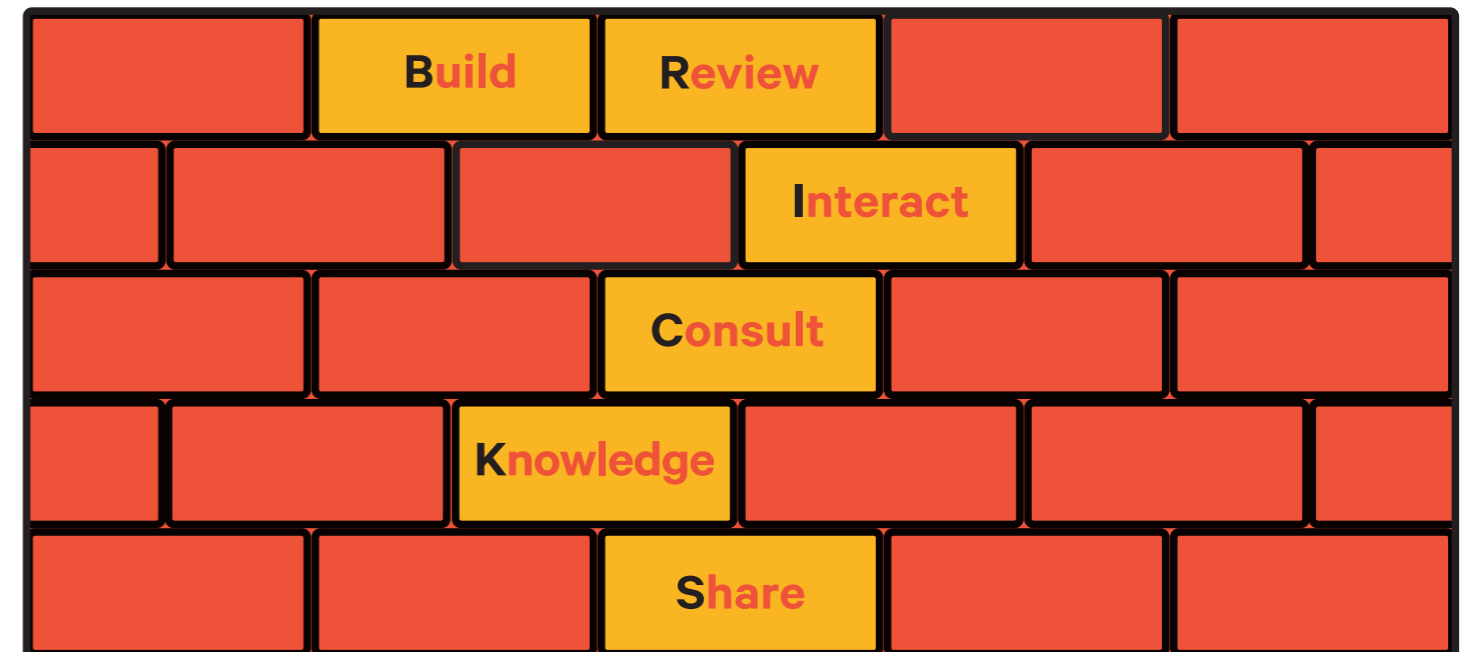 Build Review
Interact
Consult
Knowledge
Share